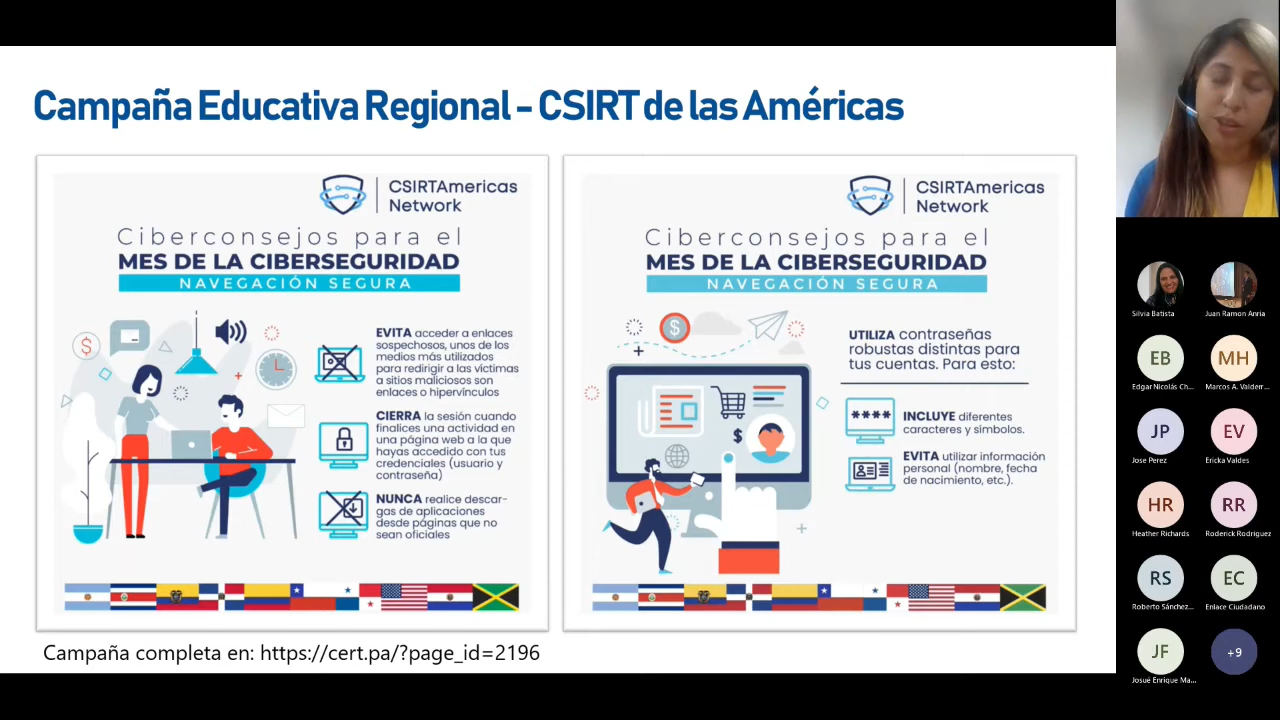 Campaña Educativa Regional - CSIRT de las Américas
CSIRTAmericas
Network
Ciberconsejos para el
MES DE LA CIBERSEGURIDAD
NAVEGACIÓN SEGURA
$
EVITA acceder a enlaces
sospechosos, unos de los
medios más utilizados
para redirigir a las víctimas
a sitios maliciosos son
enlaces o hipervínculos
CIERRA la sesión cuando
finalices una actividad en
una página web a la que
hayas accedido con tus
credenciales (usuario y
contraseña)
NUNCA realice descar-
gas de aplicaciones
desde páginas que no
sean oficiales
CSIRTAmericas
Network
Ciberconsejos para el
MES DE LA CIBERSEGURIDAD
NAVEGACIÓN SEGURA
$
$
UTILIZA contraseñas
robustas distintas para
tus cuentas. Para esto:
****
INCLUYE diferentes
caracteres y símbolos.
EVITA utilizar información
personal (nombre, fecha
de nacimiento, etc.).
Campaña completa en: https://cert.pa/?page_id=2196
Silvia Batista
Juan Ramon Anria
EB
Edgar Nicolás Ch...
MH
Marcos A. Valderr...
JP
Jose Perez
EV
Ericka Valdes
HR
Heather Richards
RR
Roderick Rodriguez
RS
Roberto Sánchez...
EC
Enlace Ciudadano
JF
Josué Enrique Ma...
+9